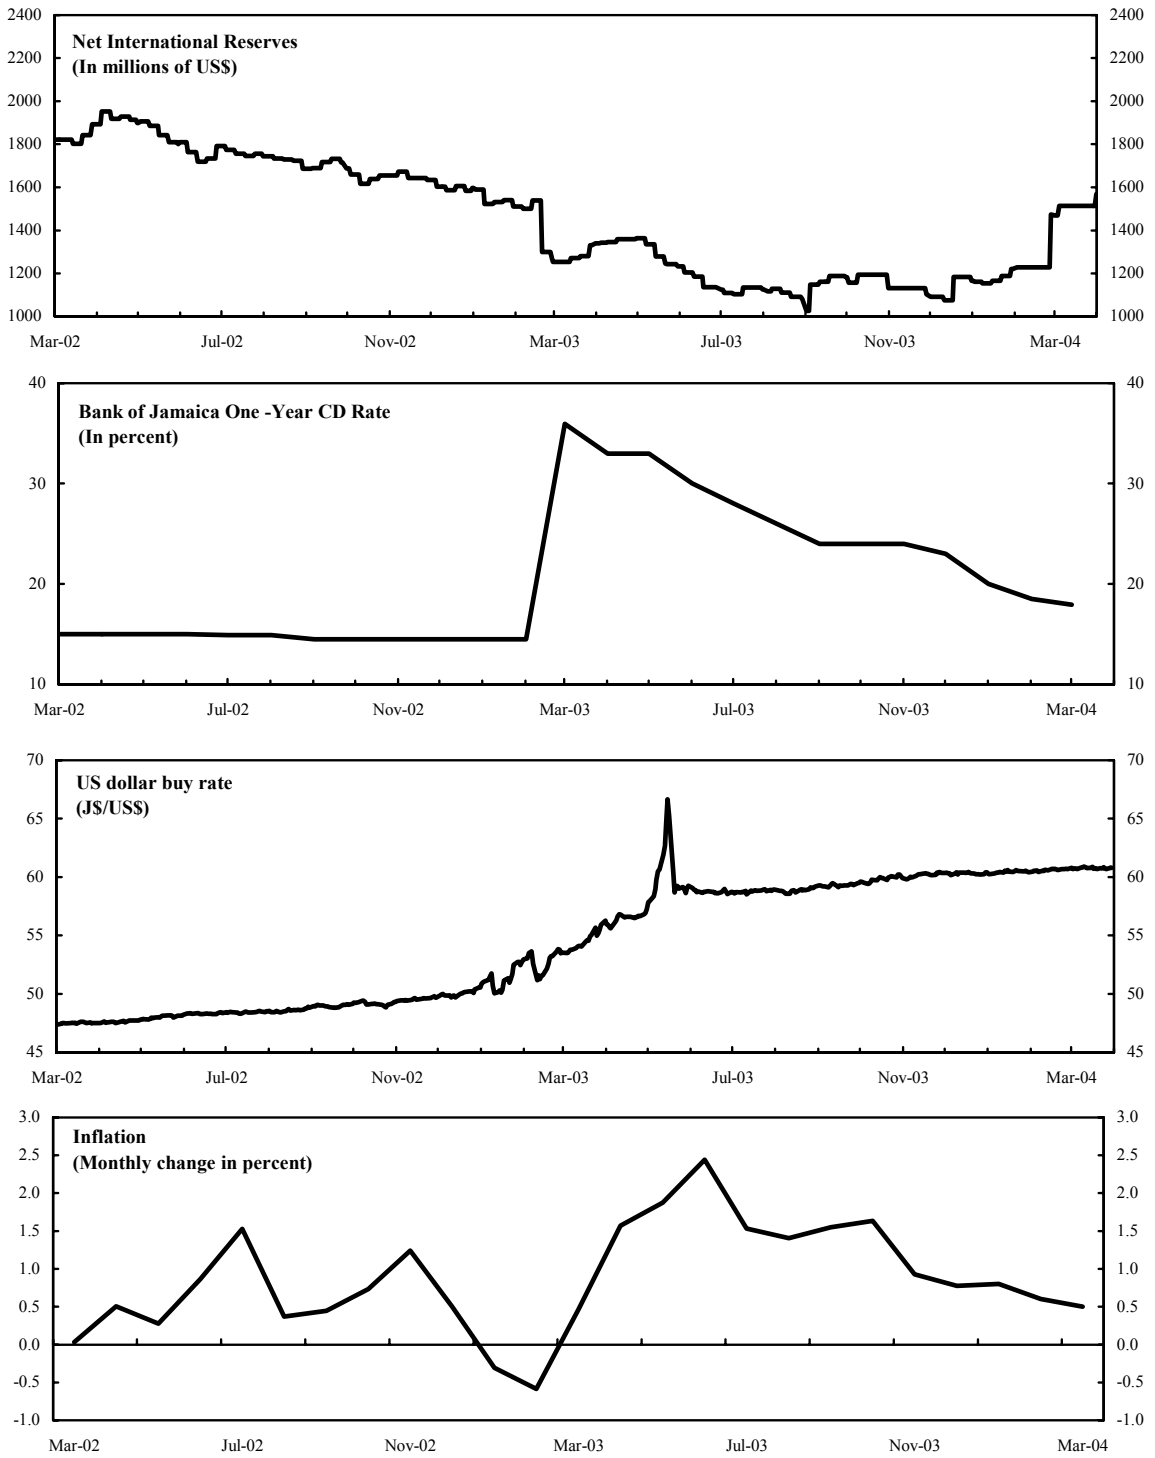 2400 2400
Net International Reserves
2200 2200
(In millions of US$)
2000 2000
1800 1800
1600 1600
1400 1400
1200 1200
1000 1000
Mar-02 Jul-02 Nov-02 Mar-03 Jul-03 Nov-03 Mar-04
40 40
Bank of Jamaica One -Year CD Rate
(In percent)
30 30
20 20
10 10
Mar-02 Jul-02 Nov-02 Mar-03 Jul-03 Nov-03 Mar-04
70 70
US dollar buy rate
(J$/US$)
65 65
60 60
55 55
50 50
45 45
Mar-02 Jul-02 Nov-02 Mar-03 Jul-03 Nov-03 Mar-04
3.0 3.0
Inflation
2.5 2.5
(Monthly change in percent)
2.0 2.0
1.5 1.5
1.0 1.0
0.5 0.5
0.0 0.0
-0.5 -0.5
-1.0 -1.0
Mar-02 Jul-02 Nov-02 Mar-03 Jul-03 Nov-03 Mar-04